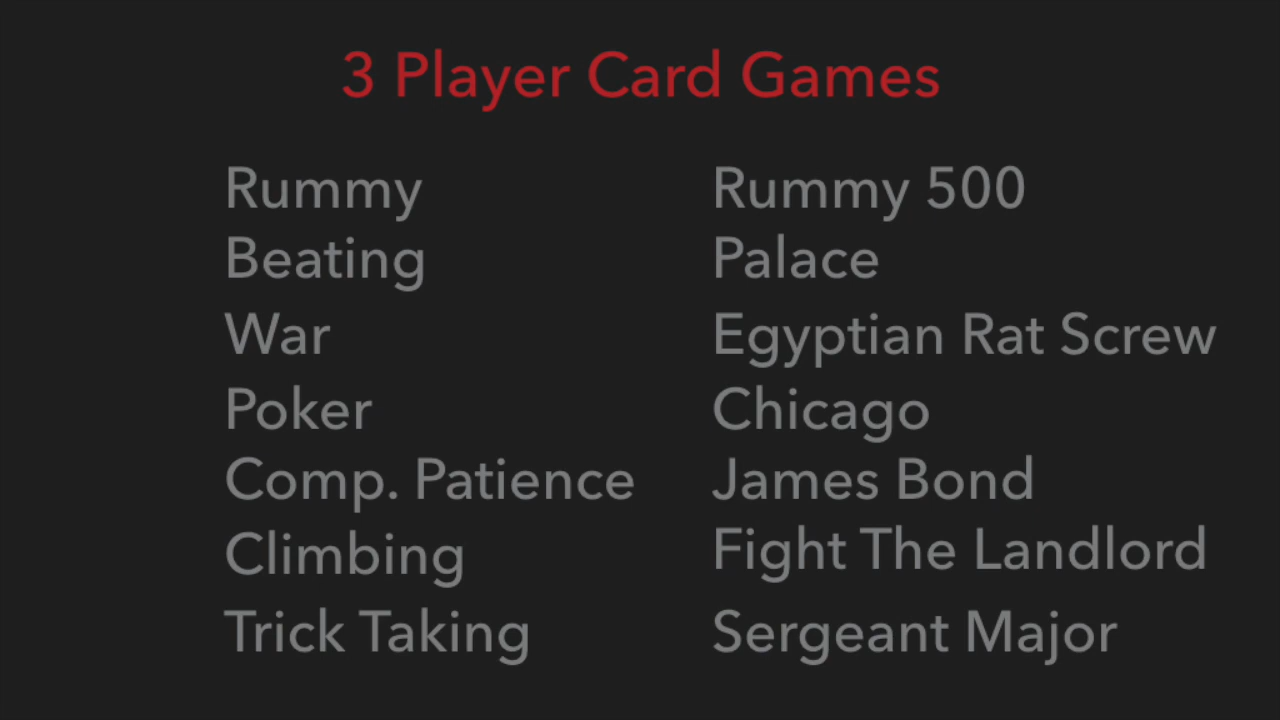 3 Player Card Games
Rummy Rummy 500
Beating Palace
War Egyptian Rat Screw
Poker Chicago
Comp. Patience James Bond
Climbing Fight The Landlord
Trick Taking Sergeant Major